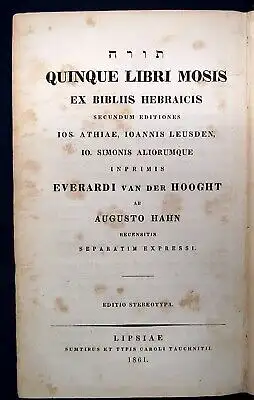 תורה
QUINQUE LIBRI MOSIS
EX BIBLIIS HEBRAICIS
SECUNDUM EDITIONES
IOS. ATHIAE, IOANNIS LEUSDEN,
IO. SIMONIS ALIORUMQUE
INPRIMIS
EVERARDI VAN DER HOOGHT
AB
AUGUSTO HAHN
RECENSITIS
SEPARATIM EXPRESSI.
EDITIO STEREOTYPA.
LIPSIAE
SUMTIBUS ET TYPIS CAROLI TAUCHNITII.
1861.